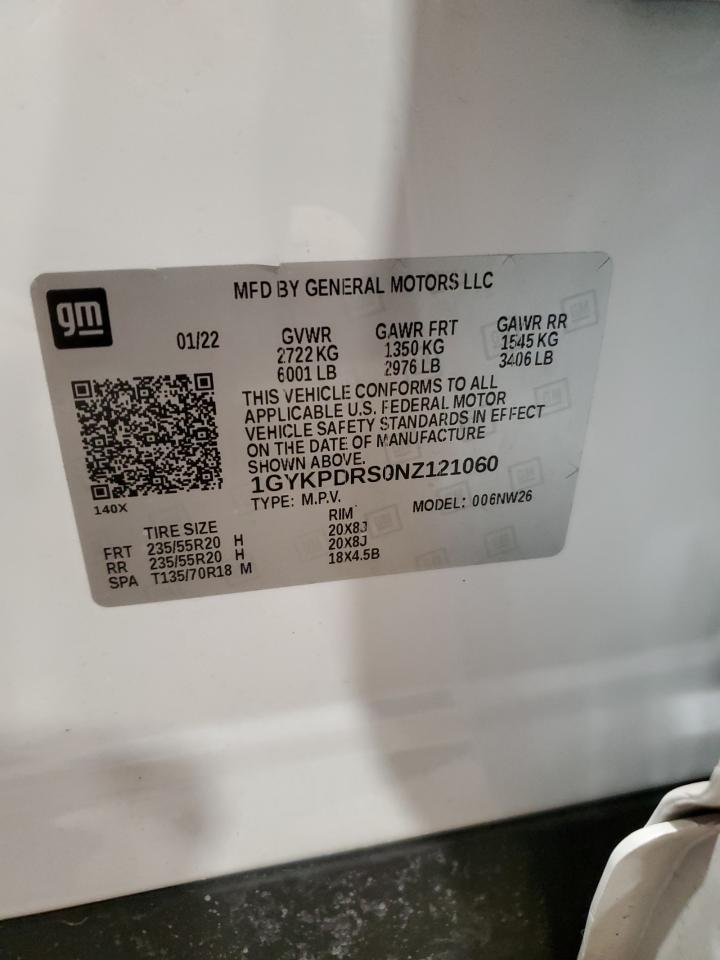 gm
MFD BY GENERAL MOTORS LLC
01/22
GVWR
2722 KG
6001 LB
GAWR FRT
1350 KG
2976 LB
GAWR RR
1545 KG
3406 LB
THIS VEHICLE CONFORMS TO ALL
APPLICABLE U.S. FEDERAL MOTOR
VEHICLE SAFETY STANDARDS IN EFFECT
ON THE DATE OF MANUFACTURE
SHOWN ABOVE.
1GYKPDRS0NZ121060
TYPE: M.P.V. MODEL: 006NW26
140X
TIRE SIZE RIM
FRT 235/55R20 H 20X8J
RR 235/55R20 H 20X8J
SPA T135/70R18 M 18X4.5B